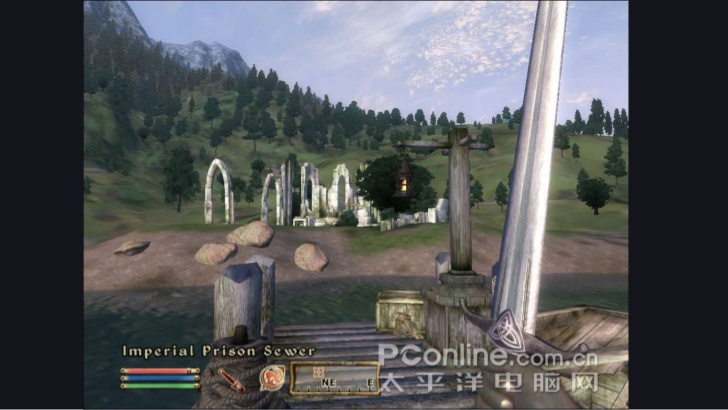 Imperial Prison Sewer
NE E
PConline.com.cn
太平洋电脑网